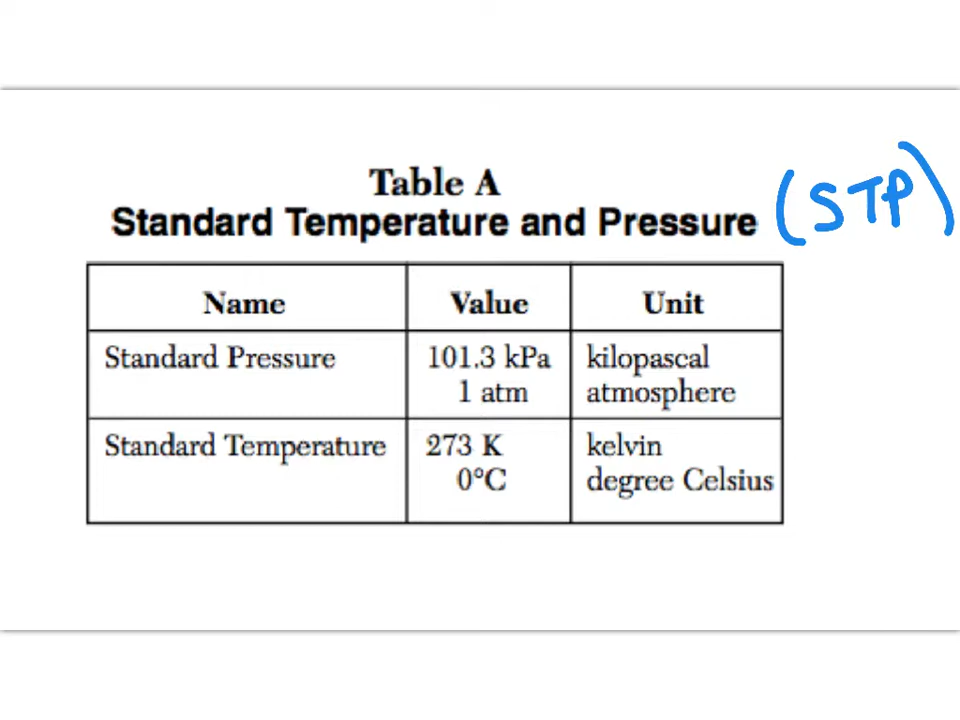 Table A
Standard Temperature and Pressure (STP)
Name Value Unit
Standard Pressure 101.3 kPa kilopascal
1 atm atmosphere
Standard Temperature 273 K kelvin
0°C degree Celsius